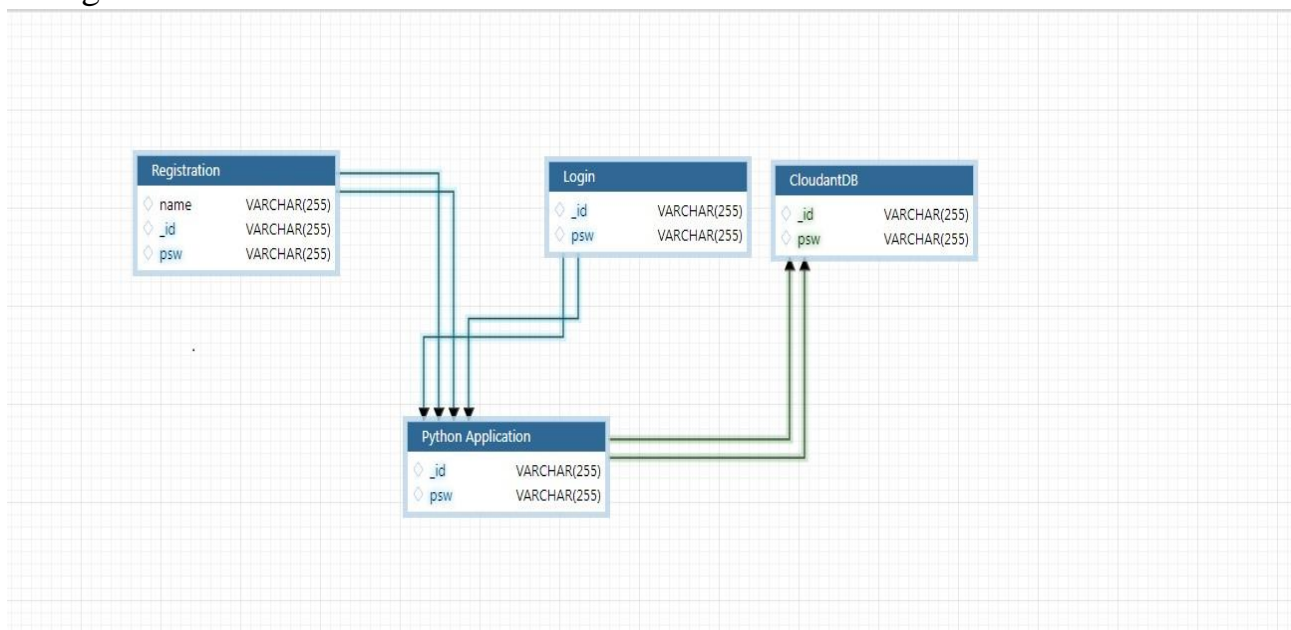 Registration
name VARCHAR(255)
_id VARCHAR(255)
psw VARCHAR(255)
Login
_id VARCHAR(255)
psw VARCHAR(255)
CloudantDB
_id VARCHAR(255)
psw VARCHAR(255)
Python Application
_id VARCHAR(255)
psw VARCHAR(255)